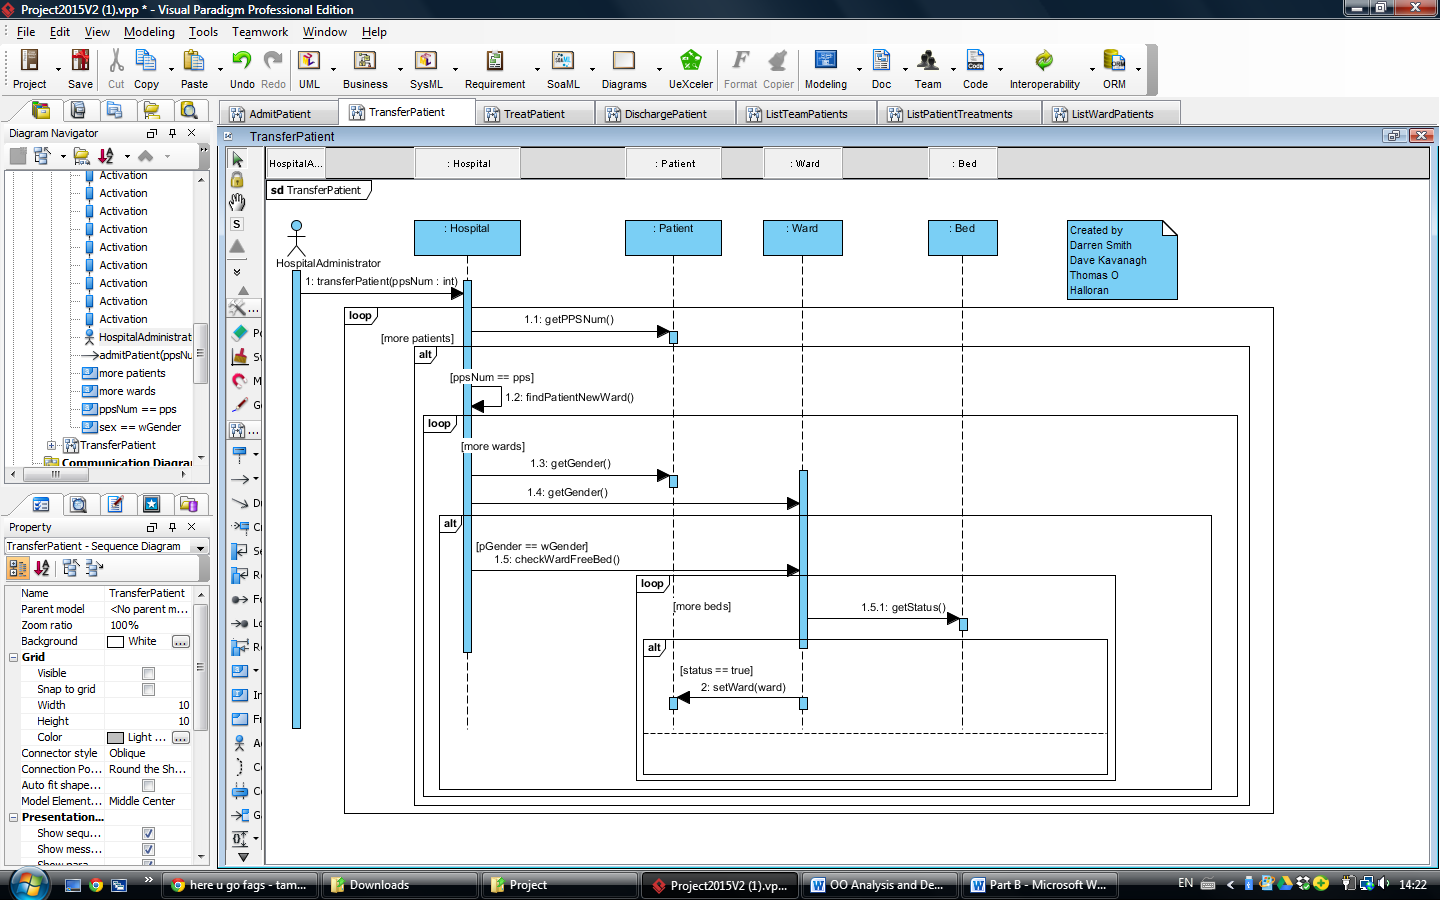 Project2015V2 (1).vpp * - Visual Paradigm Professional Edition
File Edit View Modeling Tools Teamwork Window Help
Project Save Cut Copy Paste Undo Redo UML Business SysML Requirement SoaML Diagrams UeXceler Format Copier Modeling Doc Team Code Interoperability ORM
AdmitPatient TransferPatient TreatPatient DischargePatient ListTeamPatients ListPatientTreatments ListWardPatients
Diagram Navigator
Activation
Activation
Activation
Activation
Activation
Activation
Activation
Activation
Activation
HospitalAdministrat
admitPatient(ppsNu
more patients
more wards
ppsNum == pps
sex == wGender
TransferPatient
Communication Diagra
Property
TransferPatient - Sequence Diagram
Name TransferPatient
Parent model <No parent m...
Zoom ratio 100%
Background White ...
Grid
Visible
Snap to grid
Width 10
Height 10
Color Light ... ...
Connector style Oblique
Connection Po... Round the Sh...
Auto fit shape...
Model Element... Middle Center
Presentation...
Show sequ...
Show mess...
Show para
TransferPatient
HospitalA... : Hospital : Patient : Ward : Bed
S
sd TransferPatient
: Hospital : Patient : Ward : Bed
HospitalAdministrator
Created by
Darren Smith
Dave Kavanagh
Thomas O
Halloran
1: transferPatient(ppsNum : int)
loop
1.1: getPPSNum()
[more patients]
alt
[ppsNum == pps]
1.2: findPatientNewWard()
loop
[more wards]
1.3: getGender()
1.4: getGender()
alt
[pGender == wGender]
1.5: checkWardFreeBed()
loop
[more beds]
1.5.1: getStatus()
alt
[status == true]
2: setWard(ward)
here u go fags - tam... Downloads Project Project2015V2 (1).vp... OO Analysis and De... Part B - Microsoft W... EN 14:22